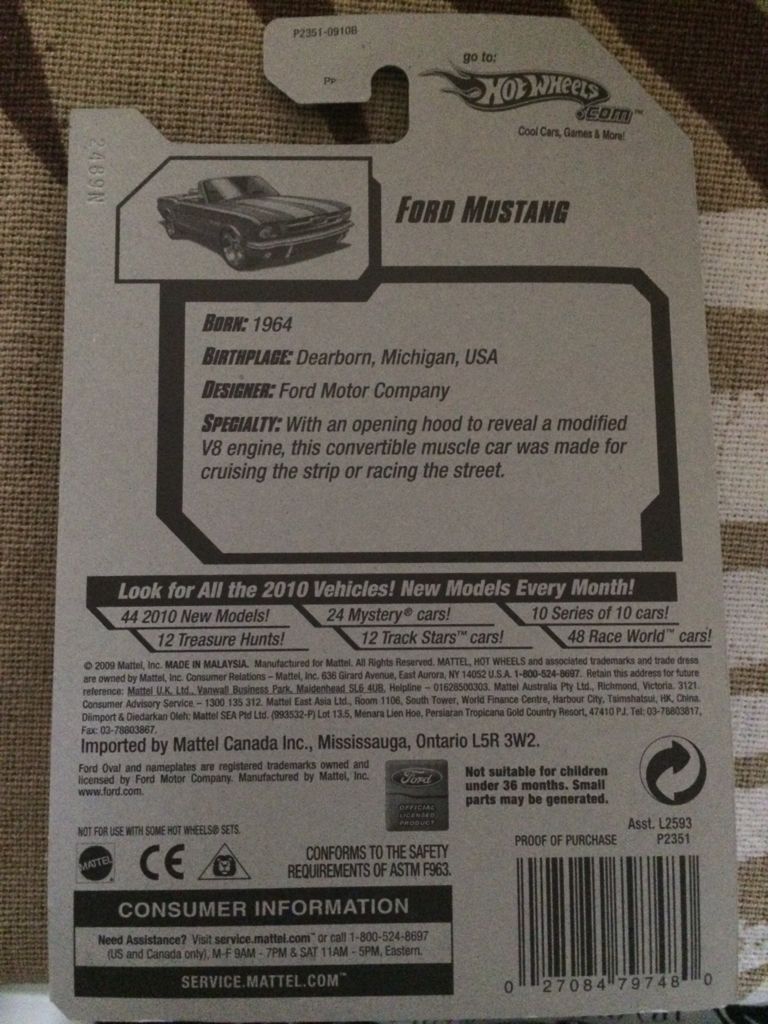 P2351-0910B
Pp
go to:
HOT WHEELS
.COM™
Cool Cars, Games & More!
2489N
FORD MUSTANG
BORN: 1964
BIRTHPLACE: Dearborn, Michigan, USA
DESIGNER: Ford Motor Company
SPECIALTY: With an opening hood to reveal a modified
V8 engine, this convertible muscle car was made for
cruising the strip or racing the street.
Look for All the 2010 Vehicles! New Models Every Month!
44 2010 New Models! 24 Mystery® cars! 10 Series of 10 cars!
12 Treasure Hunts! 12 Track Stars™ cars! 48 Race World™ cars!
© 2009 Mattel, Inc. MADE IN MALAYSIA. Manufactured for Mattel. All Rights Reserved. MATTEL, HOT WHEELS and associated trademarks and trade dress
are owned by Mattel, Inc. Consumer Relations – Mattel, Inc. 636 Girard Avenue, East Aurora, NY 14052 U.S.A. 1-800-524-8697. Retain this address for future
reference: Mattel U.K. Ltd., Vanwall Business Park, Maidenhead SL6 4UB, Helpline – 01628500303. Mattel Australia Pty Ltd., Richmond, Victoria. 3121.
Consumer Advisory Service – 1300 135 312. Mattel East Asia Ltd., Room 1106, South Tower, World Finance Centre, Harbour City, Tsimshatsui, HK, China.
Diimport & Diedarkan Oleh: Mattel SEA Ptd Ltd. (993532-P) Lot 13.5, Menara Lien Hoe, Persiaran Tropicana Gold Country Resort, 47410 PJ. Tel: 03-78803817,
Fax: 03-78803867.
Imported by Mattel Canada Inc., Mississauga, Ontario L5R 3W2.
Ford Oval and nameplates are registered trademarks owned and
licensed by Ford Motor Company. Manufactured by Mattel, Inc.
www.ford.com.
Ford
OFFICIAL
LICENSED
PRODUCT
Not suitable for children
under 36 months. Small
parts may be generated.
Asst. L2593
PROOF OF PURCHASE P2351
NOT FOR USE WITH SOME HOT WHEELS® SETS.
MATTEL CE
CONFORMS TO THE SAFETY
REQUIREMENTS OF ASTM F963.
CONSUMER INFORMATION
Need Assistance? Visit service.mattel.com™ or call 1-800-524-8697
(US and Canada only), M-F 9AM - 7PM & SAT 11AM - 5PM, Eastern.
SERVICE.MATTEL.COM™
0 27084 79748 0